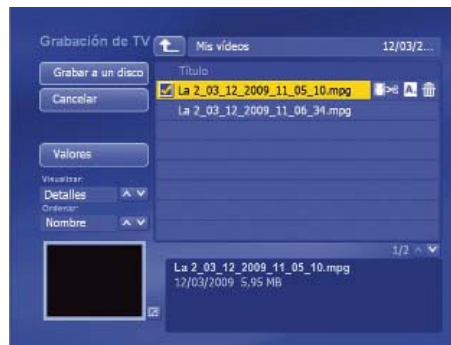 Grabación de TV
Mis vídeos 12/03/2...
Grabar a un disco
Título
La 2_03_12_2009_11_05_10.mpg
Cancelar
La 2_03_12_2009_11_06_34.mpg
Valores
Visualizar:
Detalles
Ordenar:
Nombre
1/2
La 2_03_12_2009_11_05_10.mpg
12/03/2009 5,95 MB